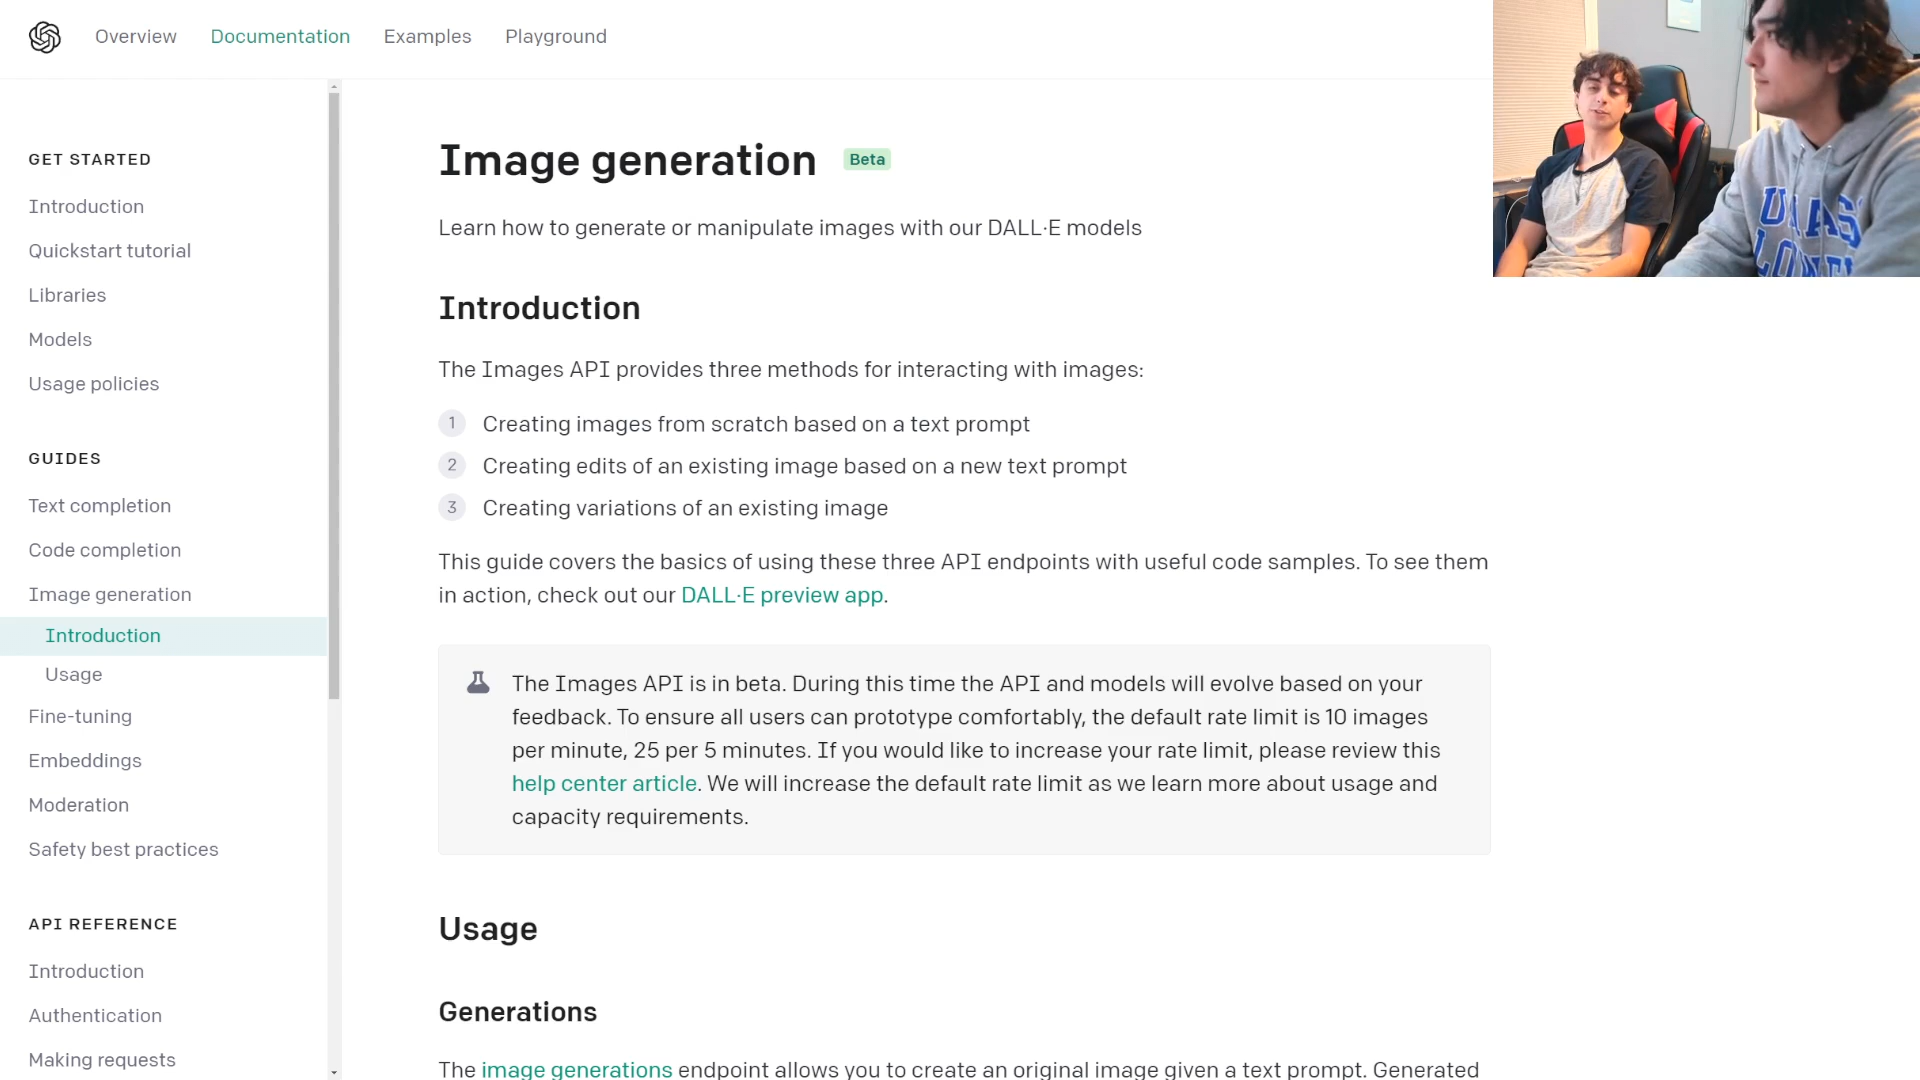 Overview Documentation Examples Playground
GET STARTED
Introduction
Quickstart tutorial
Libraries
Models
Usage policies
GUIDES
Text completion
Code completion
Image generation
Introduction
Usage
Fine-tuning
Embeddings
Moderation
Safety best practices
API REFERENCE
Introduction
Authentication
Making requests
Image generation Beta
Learn how to generate or manipulate images with our DALL·E models
Introduction
The Images API provides three methods for interacting with images:
1 Creating images from scratch based on a text prompt
2 Creating edits of an existing image based on a new text prompt
3 Creating variations of an existing image
This guide covers the basics of using these three API endpoints with useful code samples. To see them
in action, check out our DALL·E preview app.
The Images API is in beta. During this time the API and models will evolve based on your
feedback. To ensure all users can prototype comfortably, the default rate limit is 10 images
per minute, 25 per 5 minutes. If you would like to increase your rate limit, please review this
help center article. We will increase the default rate limit as we learn more about usage and
capacity requirements.
Usage
Generations
The image generations endpoint allows you to create an original image given a text prompt. Generated